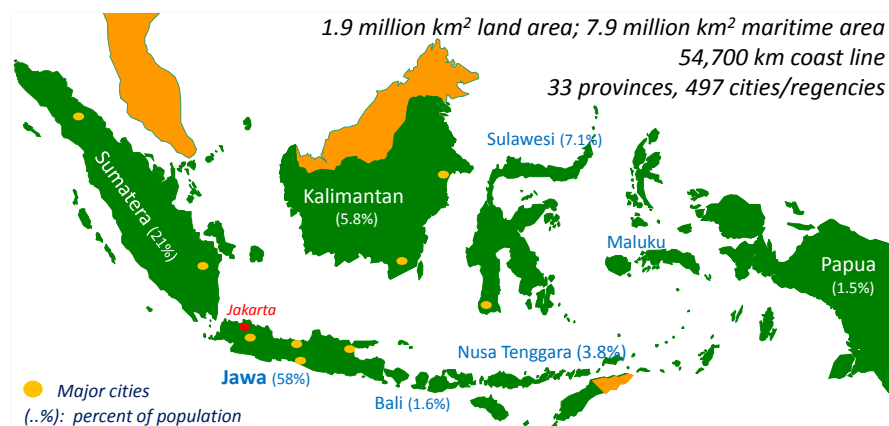 1.9 million km² land area; 7.9 million km² maritime area
54,700 km coast line
33 provinces, 497 cities/regencies
Sulawesi (7.1%)
Sumatera (21%)
Kalimantan
(5.8%)
Maluku
Papua
(1.5%)
Jakarta
Nusa Tenggara (3.8%)
Jawa (58%)
Bali (1.6%)
Major cities
(..%): percent of population